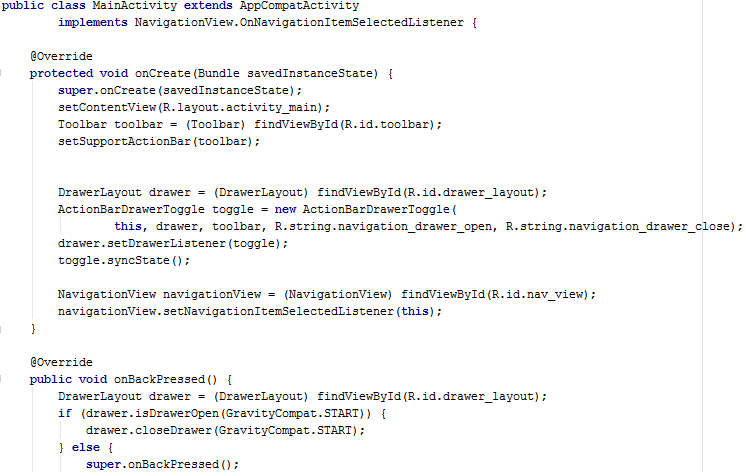 public class MainActivity extends AppCompatActivity
        implements NavigationView.OnNavigationItemSelectedListener {

    @Override
    protected void onCreate(Bundle savedInstanceState) {
        super.onCreate(savedInstanceState);
        setContentView(R.layout.activity_main);
        Toolbar toolbar = (Toolbar) findViewById(R.id.toolbar);
        setSupportActionBar(toolbar);


        DrawerLayout drawer = (DrawerLayout) findViewById(R.id.drawer_layout);
        ActionBarDrawerToggle toggle = new ActionBarDrawerToggle(
                this, drawer, toolbar, R.string.navigation_drawer_open, R.string.navigation_drawer_close);
        drawer.setDrawerListener(toggle);
        toggle.syncState();

        NavigationView navigationView = (NavigationView) findViewById(R.id.nav_view);
        navigationView.setNavigationItemSelectedListener(this);
    }

    @Override
    public void onBackPressed() {
        DrawerLayout drawer = (DrawerLayout) findViewById(R.id.drawer_layout);
        if (drawer.isDrawerOpen(GravityCompat.START)) {
            drawer.closeDrawer(GravityCompat.START);
        } else {
            super.onBackPressed();